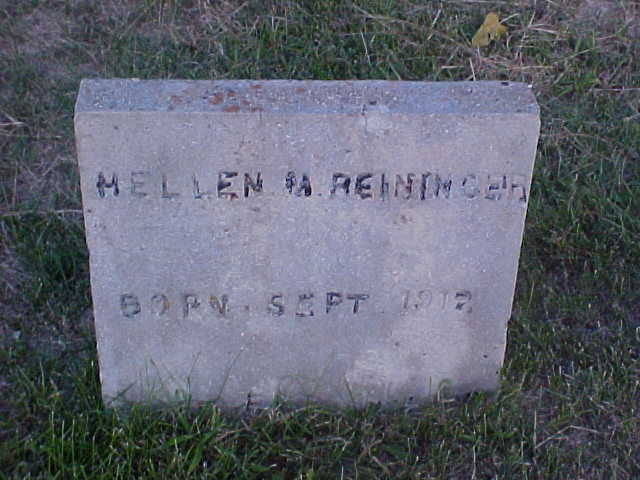 HELLEN M. REININGER
BORN SEPT. 1912